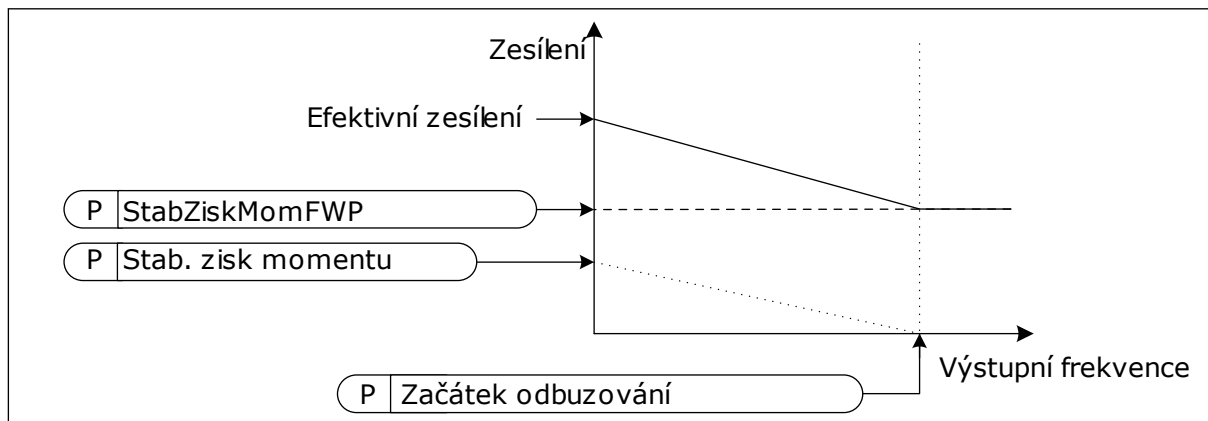 Zesílení
Efektivní zesílení
P StabZiskMomFWP
P Stab. zisk momentu
Výstupní frekvence
P Začátek odbuzování